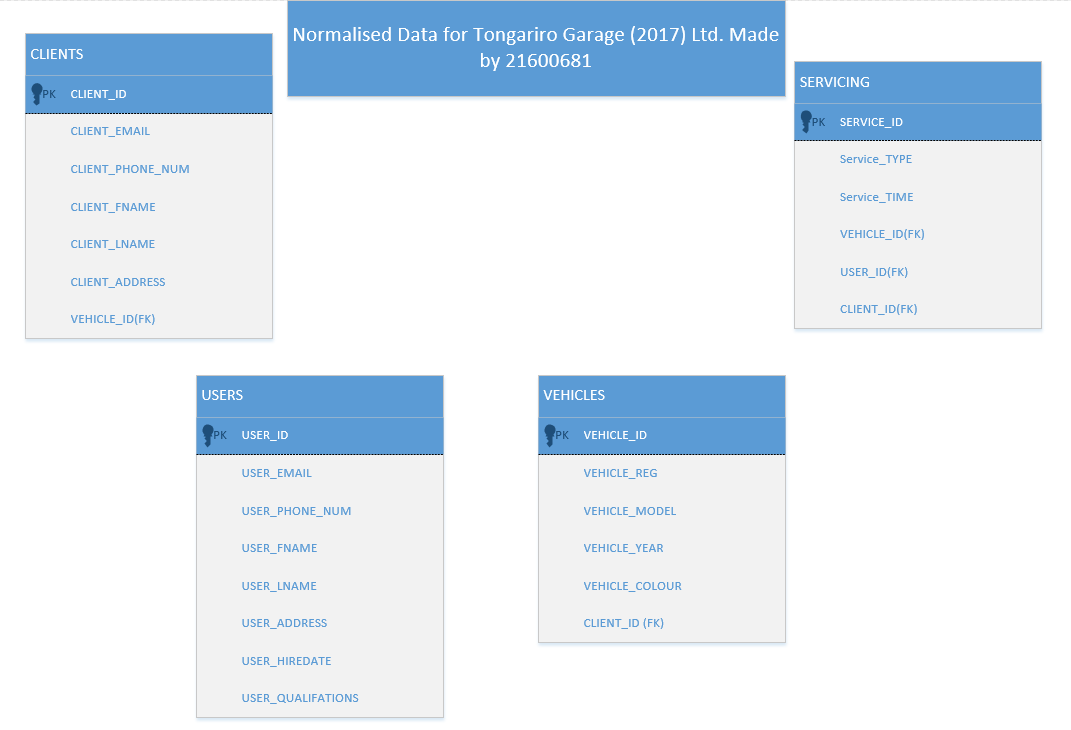 Normalised Data for Tongariro Garage (2017) Ltd. Made
by 21600681
CLIENTS
PK CLIENT_ID
CLIENT_EMAIL
CLIENT_PHONE_NUM
CLIENT_FNAME
CLIENT_LNAME
CLIENT_ADDRESS
VEHICLE_ID(FK)
SERVICING
PK SERVICE_ID
Service_TYPE
Service_TIME
VEHICLE_ID(FK)
USER_ID(FK)
CLIENT_ID(FK)
USERS
PK USER_ID
USER_EMAIL
USER_PHONE_NUM
USER_FNAME
USER_LNAME
USER_ADDRESS
USER_HIREDATE
USER_QUALIFATIONS
VEHICLES
PK VEHICLE_ID
VEHICLE_REG
VEHICLE_MODEL
VEHICLE_YEAR
VEHICLE_COLOUR
CLIENT_ID (FK)